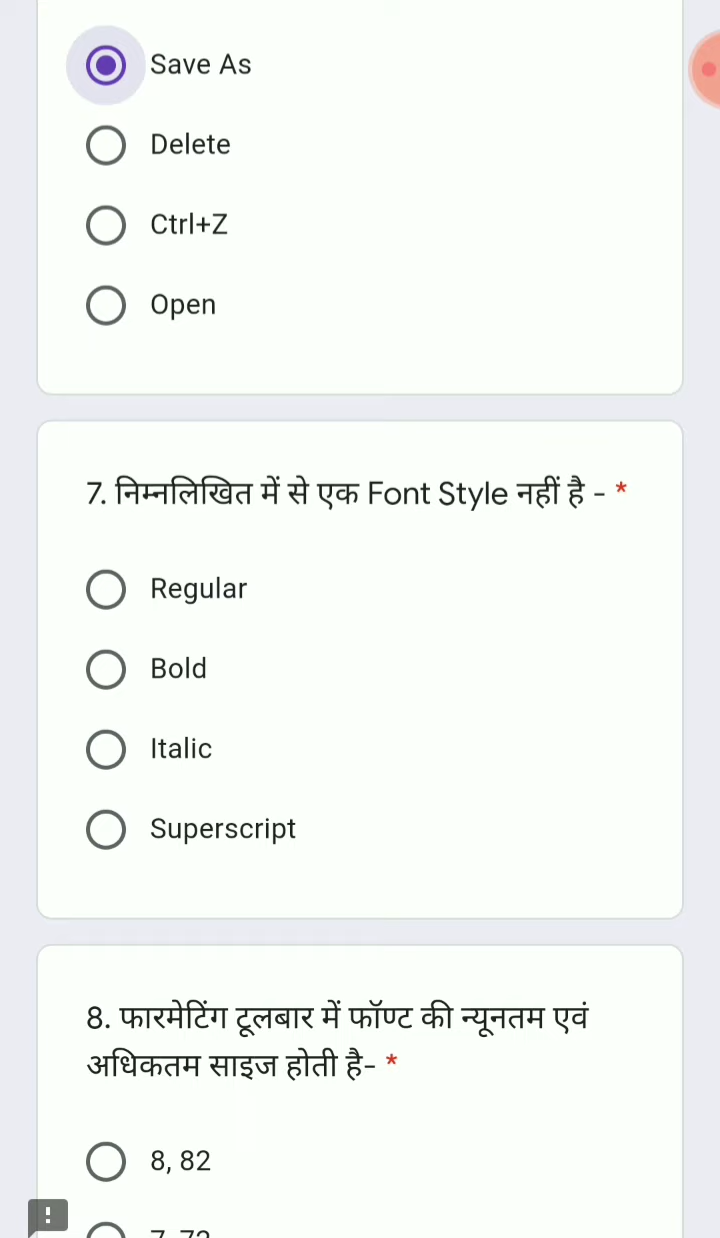 Save As
Delete
Ctrl+Z
Open
7. निम्नलिखित में से एक Font Style नहीं है - *
Regular
Bold
Italic
Superscript
8. फारमेटिंग टूलबार में फॉण्ट की न्यूनतम एवं
अधिकतम साइज होती है- *
8, 82